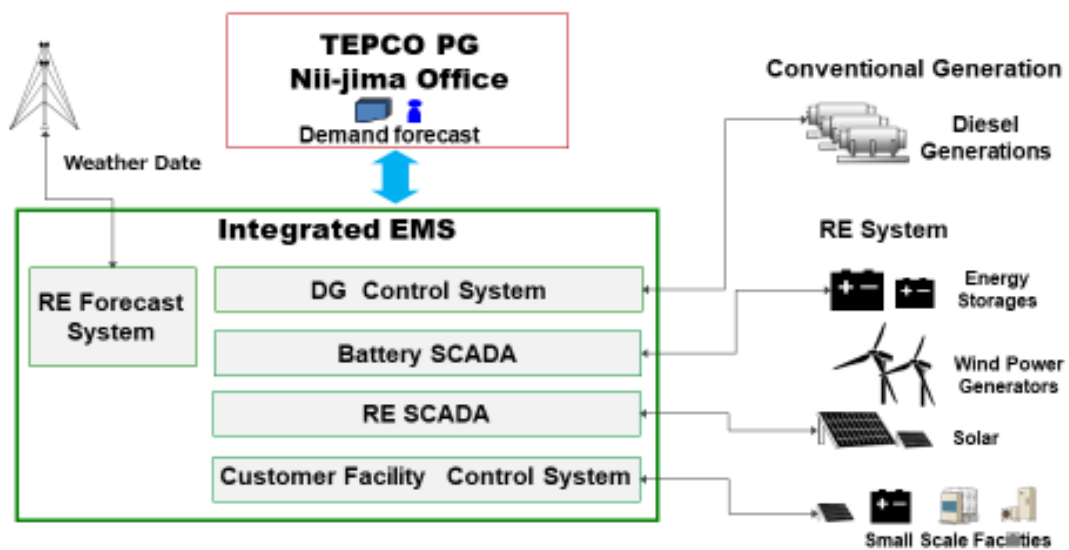 TEPCO PG
Nii-jima Office
Demand forecast
Weather Date
Conventional Generation
Diesel
Generations
Integrated EMS
RE Forecast
System
DG Control System
Battery SCADA
RE SCADA
Customer Facility Control System
RE System
Energy
Storages
Wind Power
Generators
Solar
Small Scale Facilities